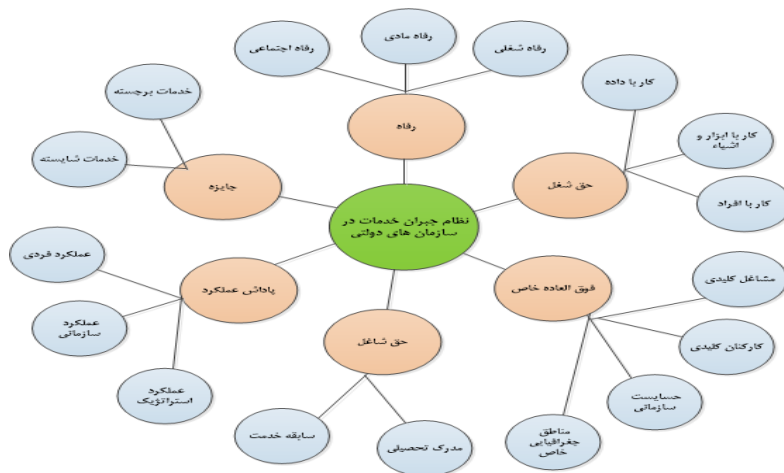 رفاه اجتماعی
رفاه مادی
رفاه شغلی
رفاه
خدمات برجسته
خدمات شایسته
جایزه
کار با داده
کار با ابزار و
اشیاء
کار با افراد
حق شغل
نظام جبران خدمات در
سازمان های دولتی
عملکرد فردی
عملکرد
سازمانی
عملکرد
استراتژیک
پاداش عملکرد
حق شاغل
سابقه خدمت
مدرک تحصیلی
فوق العاده خاص
مشاغل کلیدی
کارکنان کلیدی
حسایست
سازمانی
مناطق
جغرافیایی
خاص